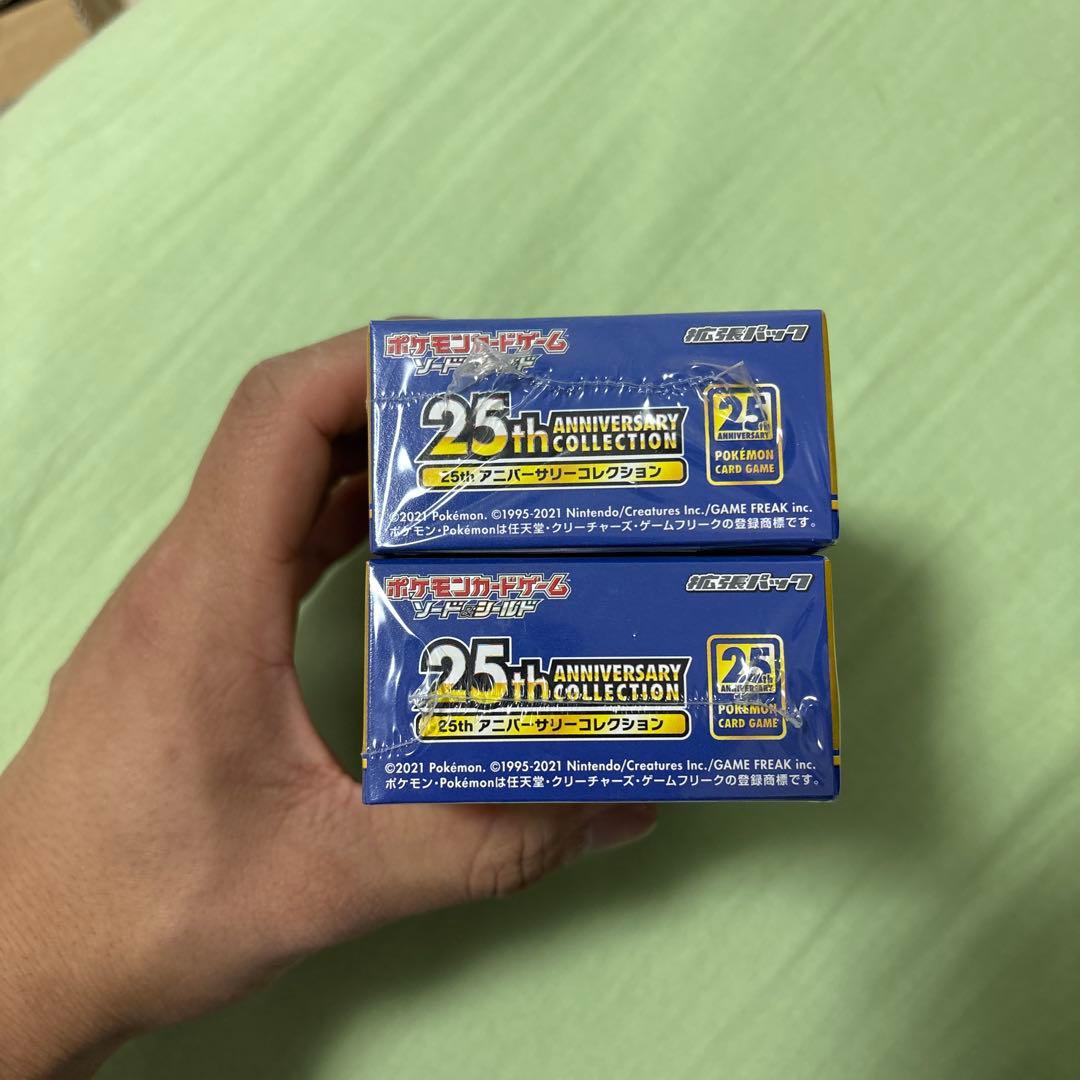 ポケモンカードゲーム 拡張パック
ソード&シールド
25th ANNIVERSARY COLLECTION
25th アニバーサリーコレクション
25th ANNIVERSARY
POKÉMON
CARD GAME
©2021 Pokémon. ©1995-2021 Nintendo/Creatures Inc./GAME FREAK inc.
ポケモン・Pokémonは任天堂・クリーチャーズ・ゲームフリークの登録商標です。
ポケモンカードゲーム 拡張パック
ソード&シールド
25th ANNIVERSARY COLLECTION
25th アニバーサリーコレクション
25th ANNIVERSARY
POKÉMON
CARD GAME
©2021 Pokémon. ©1995-2021 Nintendo/Creatures Inc./GAME FREAK inc.
ポケモン・Pokémonは任天堂・クリーチャーズ・ゲームフリークの登録商標です。